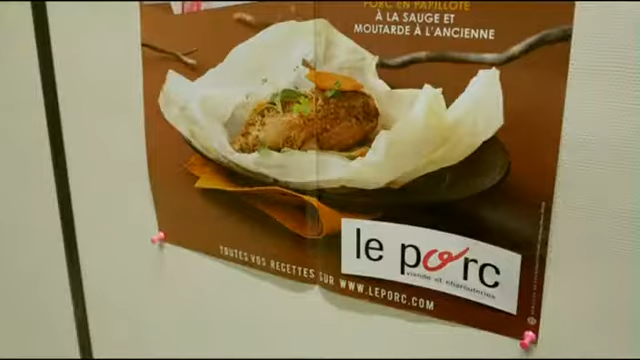 PORC EN PAPILLOTE
À LA SAUGE ET
MOUTARDE À L'ANCIENNE
le porc
viande et charcuteries
TOUTES VOS RECETTES SUR WWW.LEPORC.COM